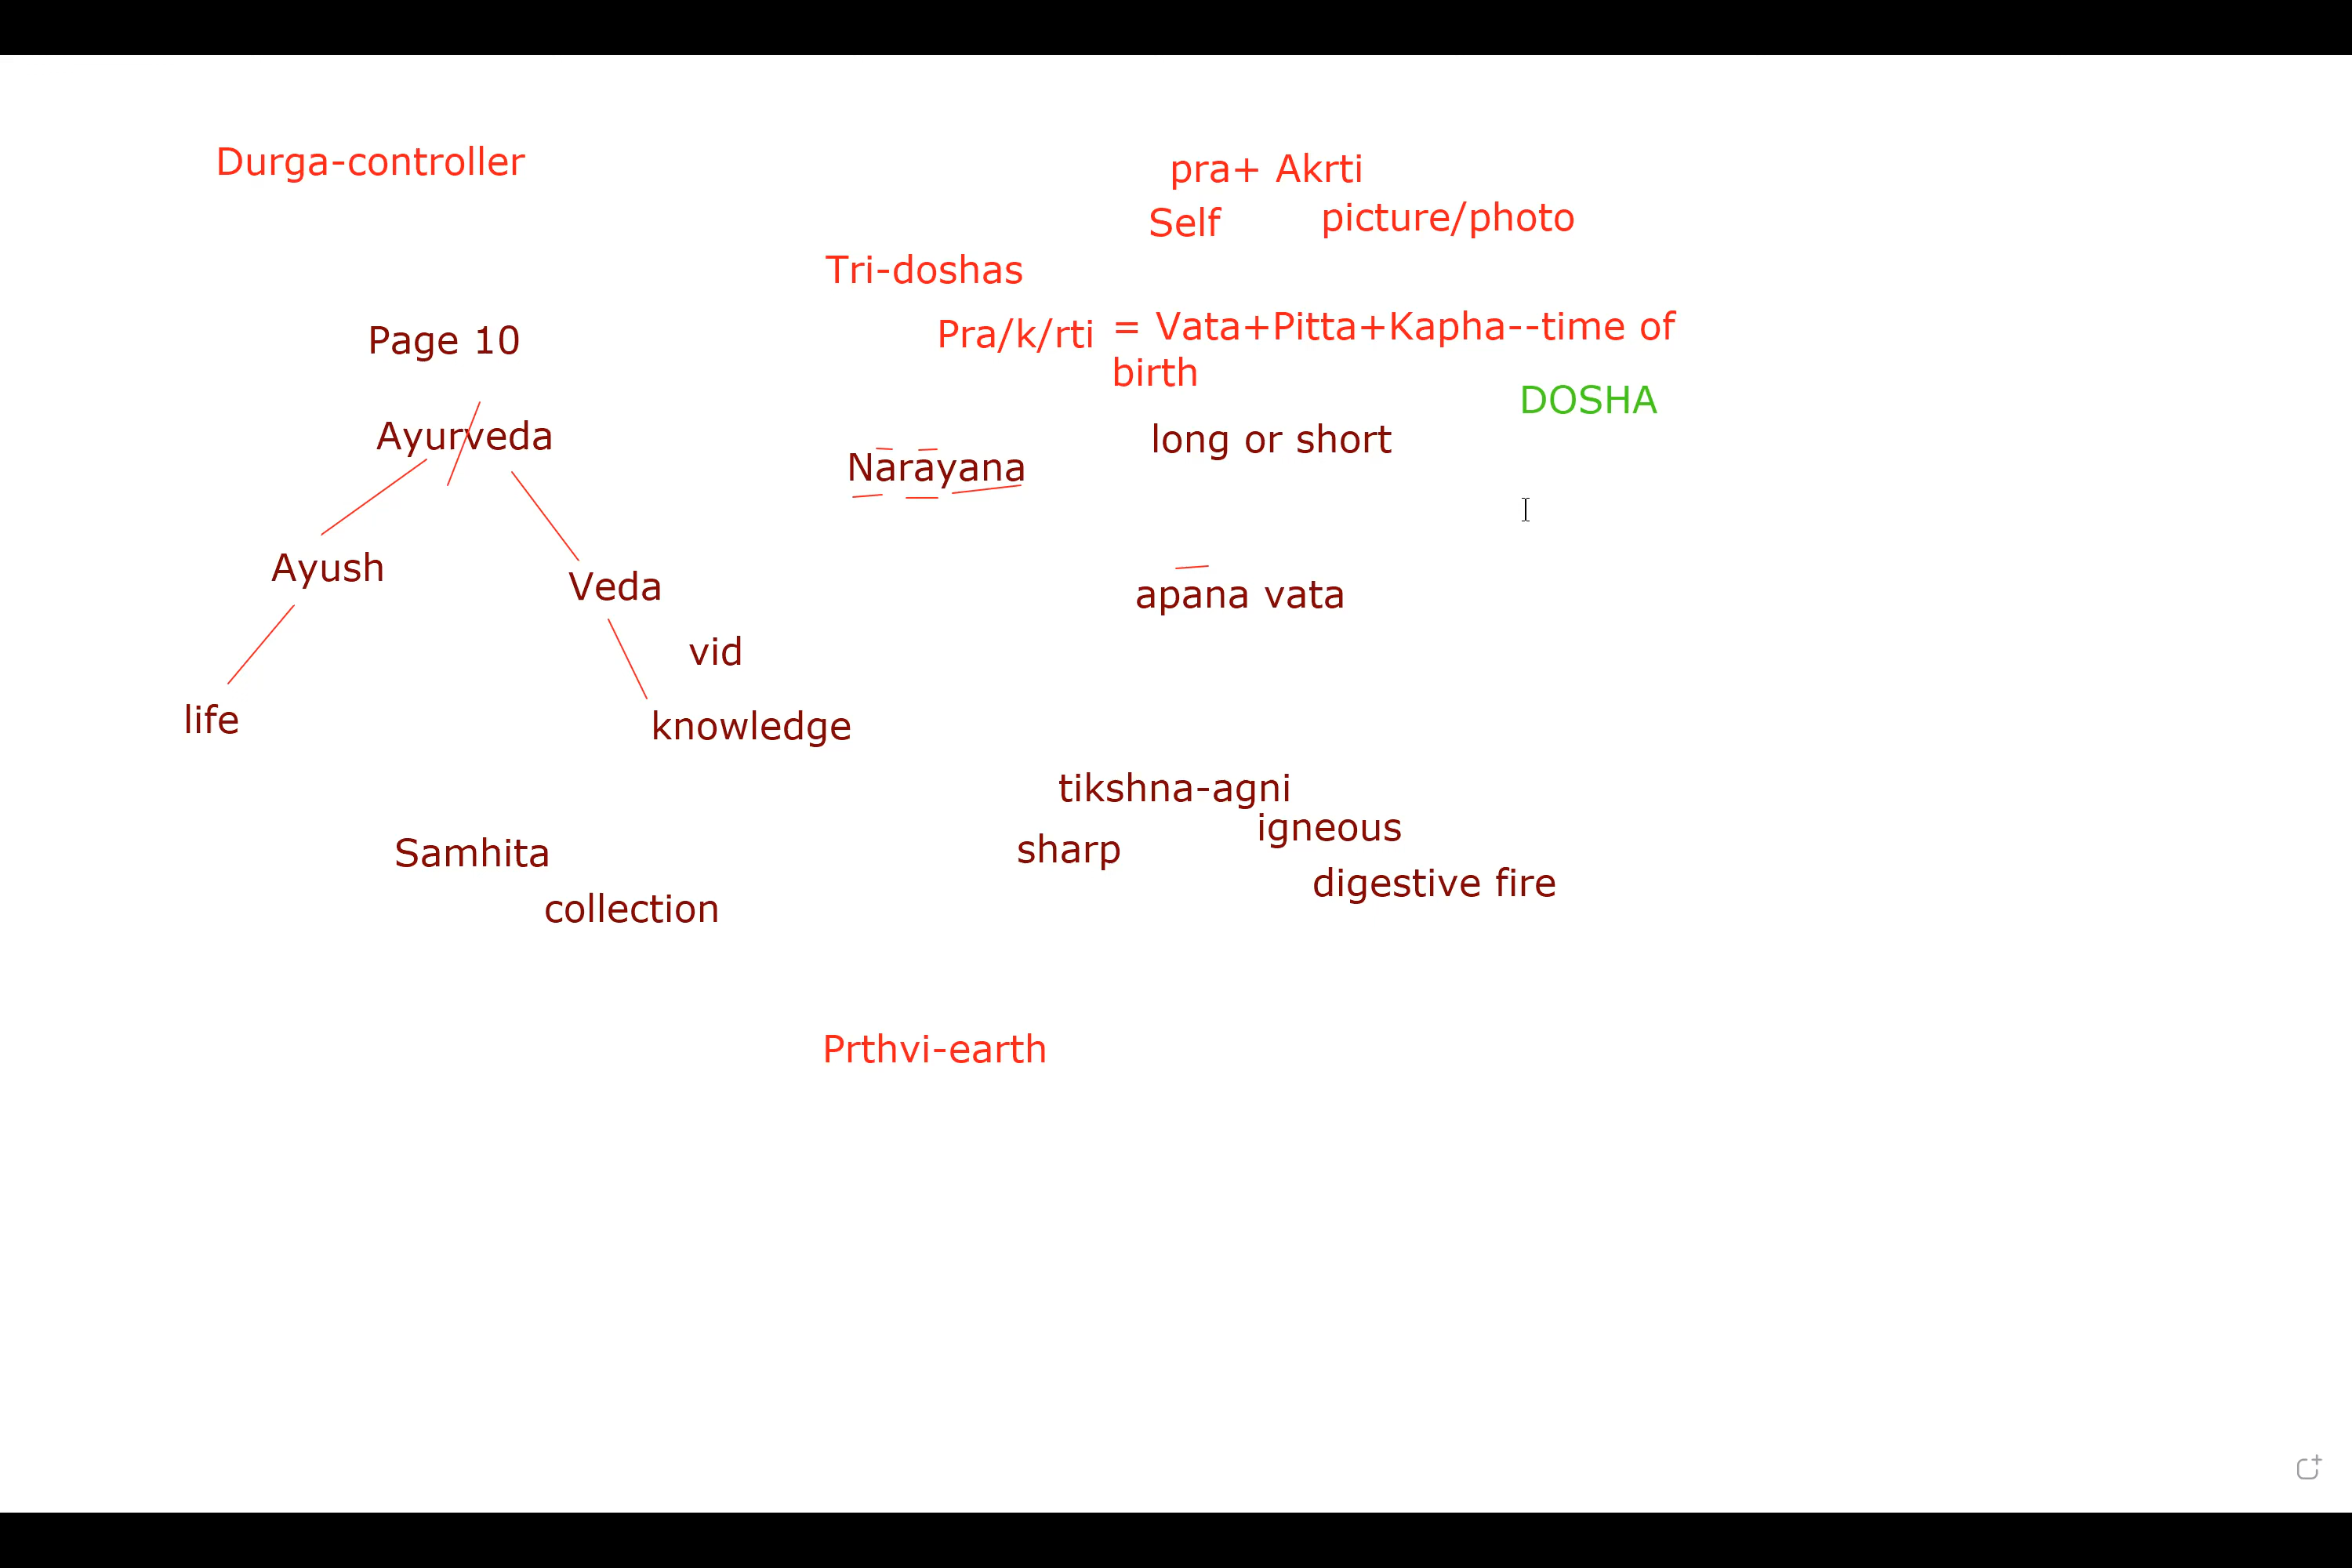 Durga-controller
pra+ Akrti
Self picture/photo
Tri-doshas
Pra/k/rti = Vata+Pitta+Kapha--time of
birth
Page 10
DOSHA
Ayurveda
long or short
Narayana
Ayush
Veda
apana vata
vid
life
knowledge
tikshna-agni
igneous
Samhita
sharp
digestive fire
collection
Prthvi-earth